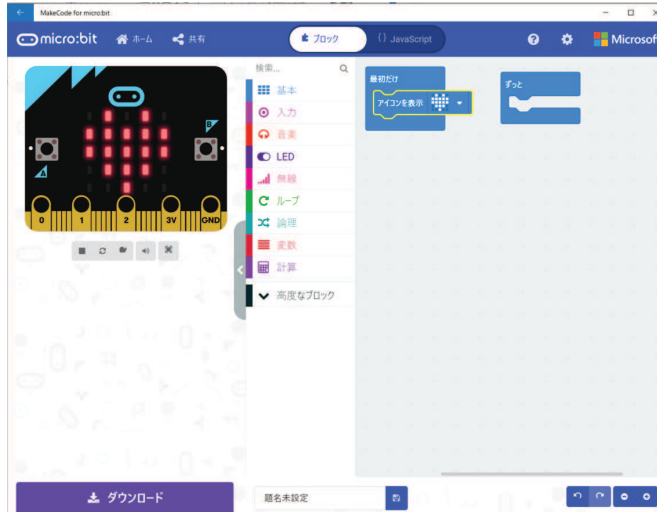 MakeCode for micro:bit
micro:bit ホーム 共有 ブロック {} JavaScript ? Microsoft
検索...
基本
入力
音楽
LED
無線
ループ
論理
変数
計算
高度なブロック
最初だけ
アイコンを表示
ずっと
B
A
0 1 2 3V GND
ダウンロード
題名未設定